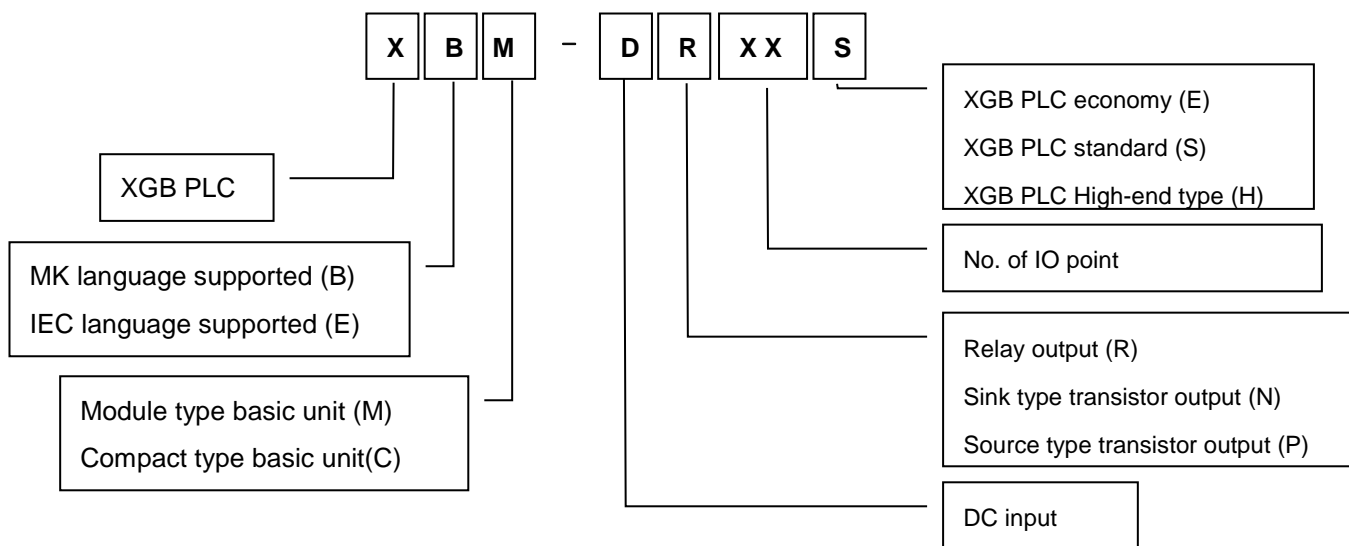 X B M - D R X X S
XGB PLC economy (E)
XGB PLC standard (S)
XGB PLC High-end type (H)
XGB PLC
No. of IO point
MK language supported (B)
IEC language supported (E)
Relay output (R)
Sink type transistor output (N)
Source type transistor output (P)
Module type basic unit (M)
Compact type basic unit(C)
DC input